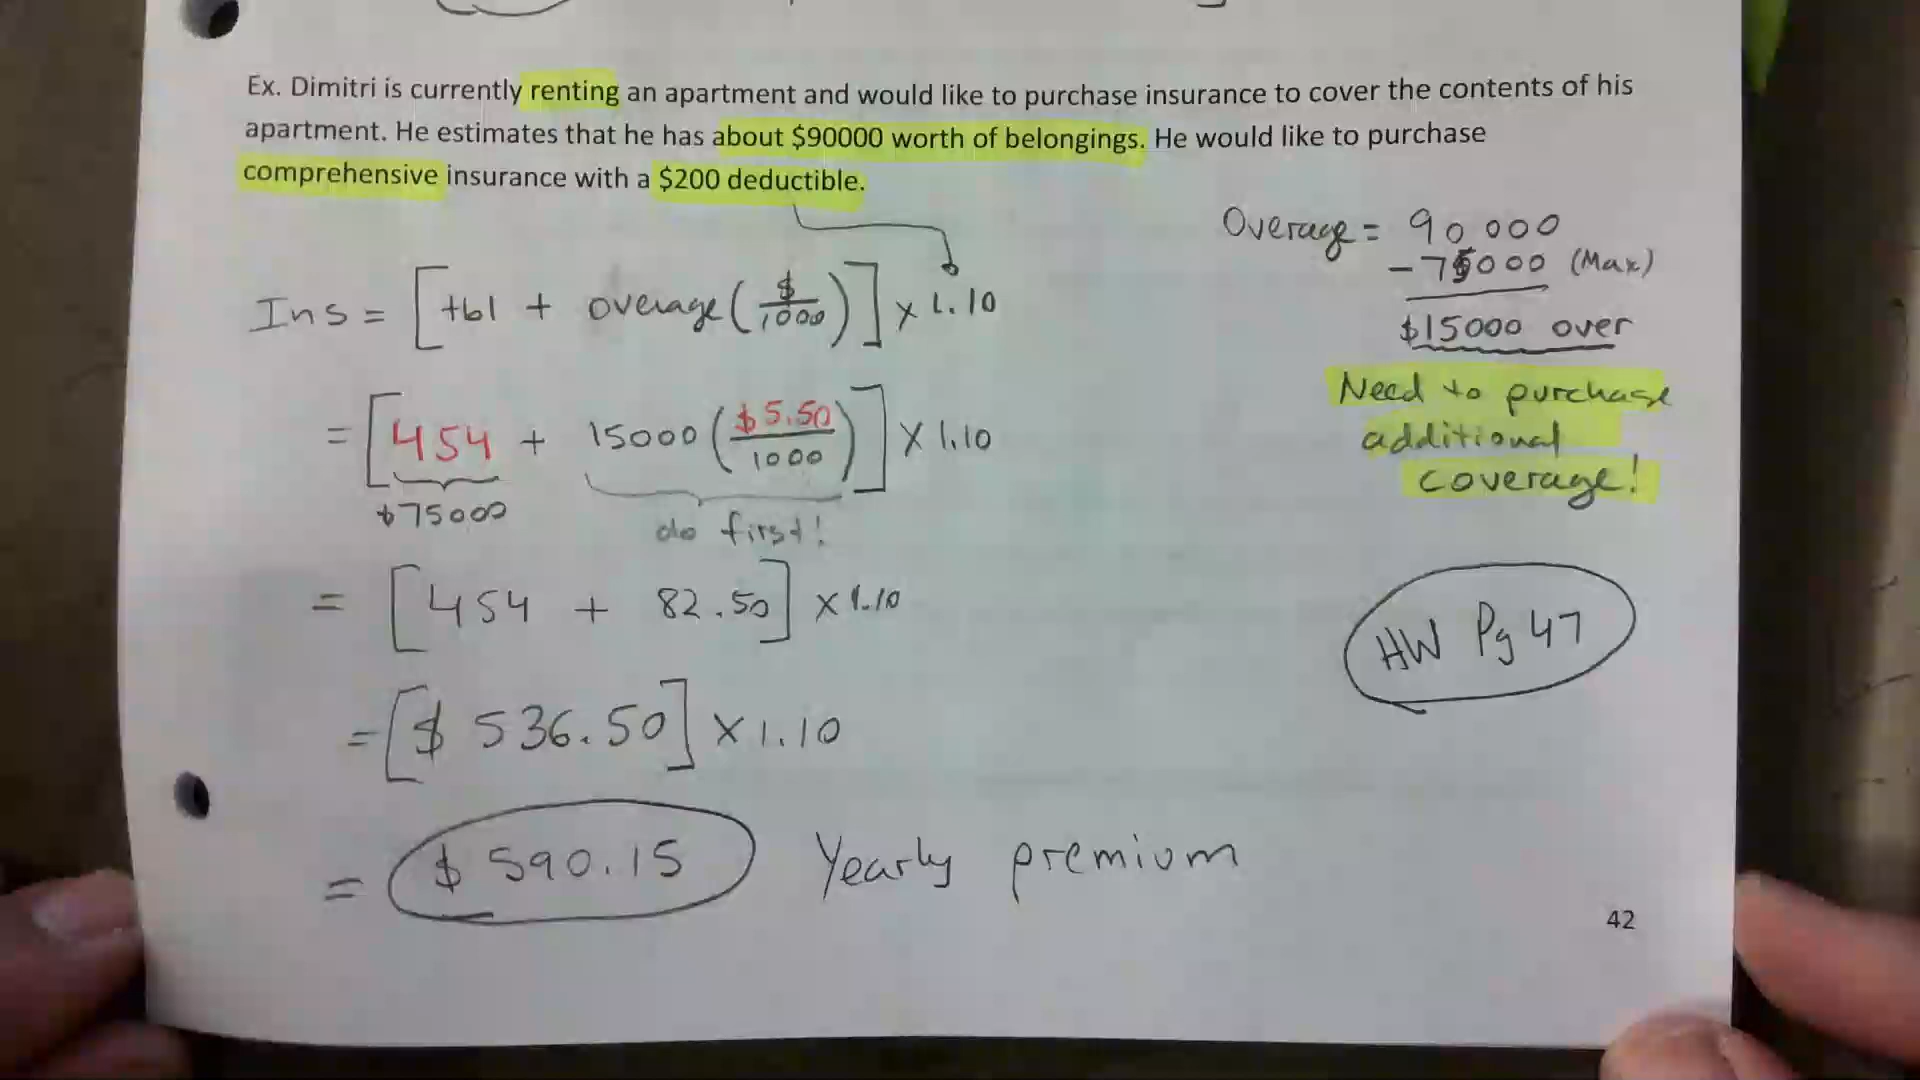 Ex. Dimitri is currently renting an apartment and would like to purchase insurance to cover the contents of his
apartment. He estimates that he has about $90000 worth of belongings. He would like to purchase
comprehensive insurance with a $200 deductible.
Overage = 90 000
- 75000 (Max)
$15000 over
Need to purchase
additional
coverage!
Ins = [tbl + overage($/1000)] x 1.10
= [454 + 15000($5.50/1000)] x 1.10
$75000
do first!
= [454 + 82.50] x 1.10
HW Pg 47
= [$ 536.50] x 1.10
= $ 590.15 Yearly premium
42